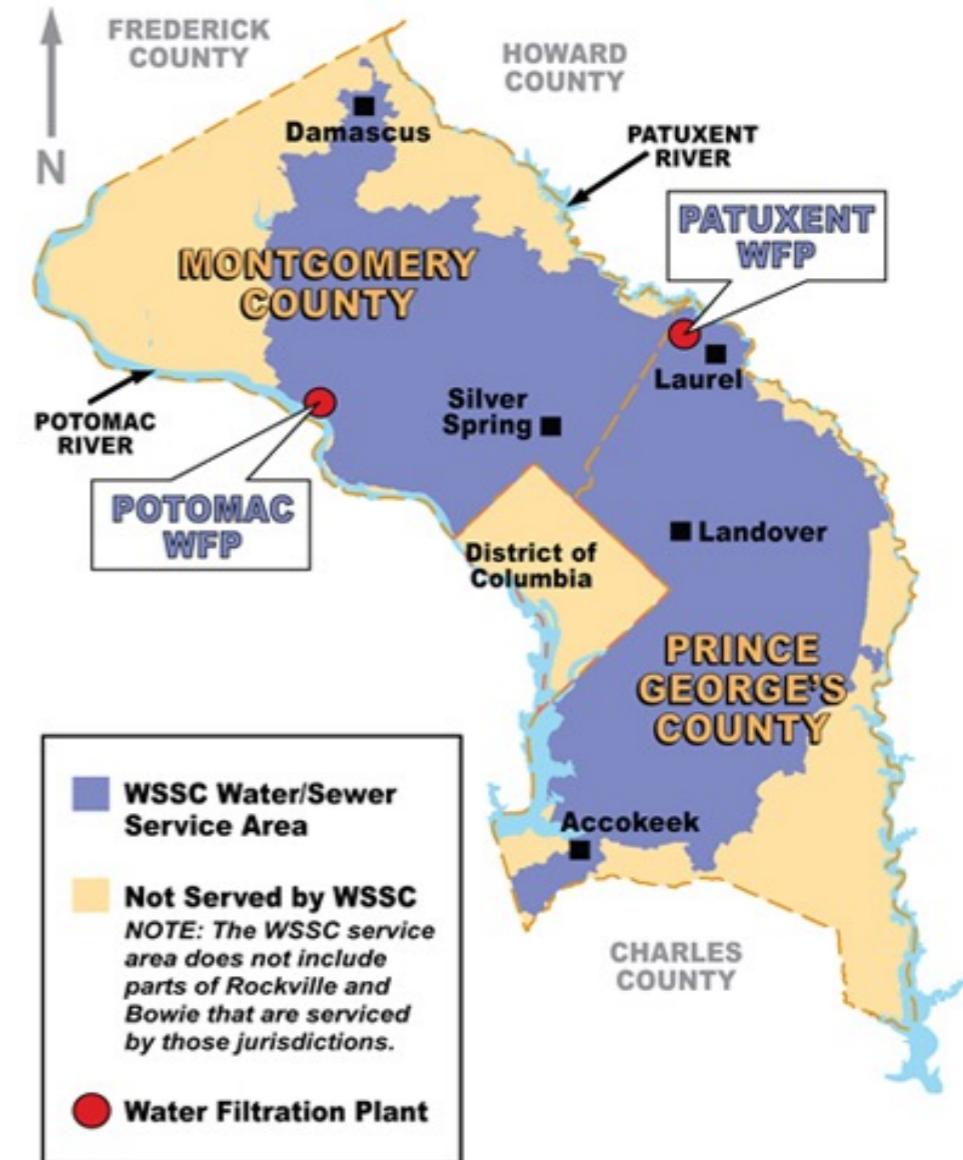 FREDERICK
COUNTY
HOWARD
COUNTY
N
Damascus
PATUXENT
RIVER
PATUXENT
WFP
MONTGOMERY
COUNTY
Laurel
Silver
Spring
POTOMAC
RIVER
POTOMAC
WFP
Landover
District of
Columbia
PRINCE
GEORGE'S
COUNTY
Accokeek
CHARLES
COUNTY
WSSC Water/Sewer
Service Area
Not Served by WSSC
NOTE: The WSSC service
area does not include
parts of Rockville and
Bowie that are serviced
by those jurisdictions.
Water Filtration Plant